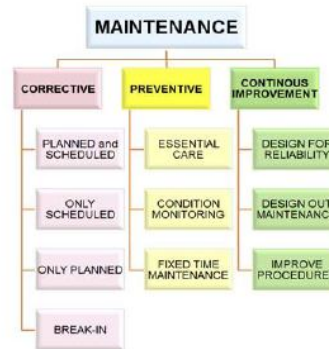 MAINTENANCE
CORRECTIVE
PLANNED and
SCHEDULED
ONLY
SCHEDULED
ONLY PLANNED
BREAK-IN
PREVENTIVE
ESSENTIAL
CARE
CONDITION
MONITORING
FIXED TIME
MAINTENANCE
CONTINOUS
IMPROVEMENT
DESIGN FOR
RELIABILITY
DESIGN OUT
MAINTENANC
IMPROVE
PROCEDURE